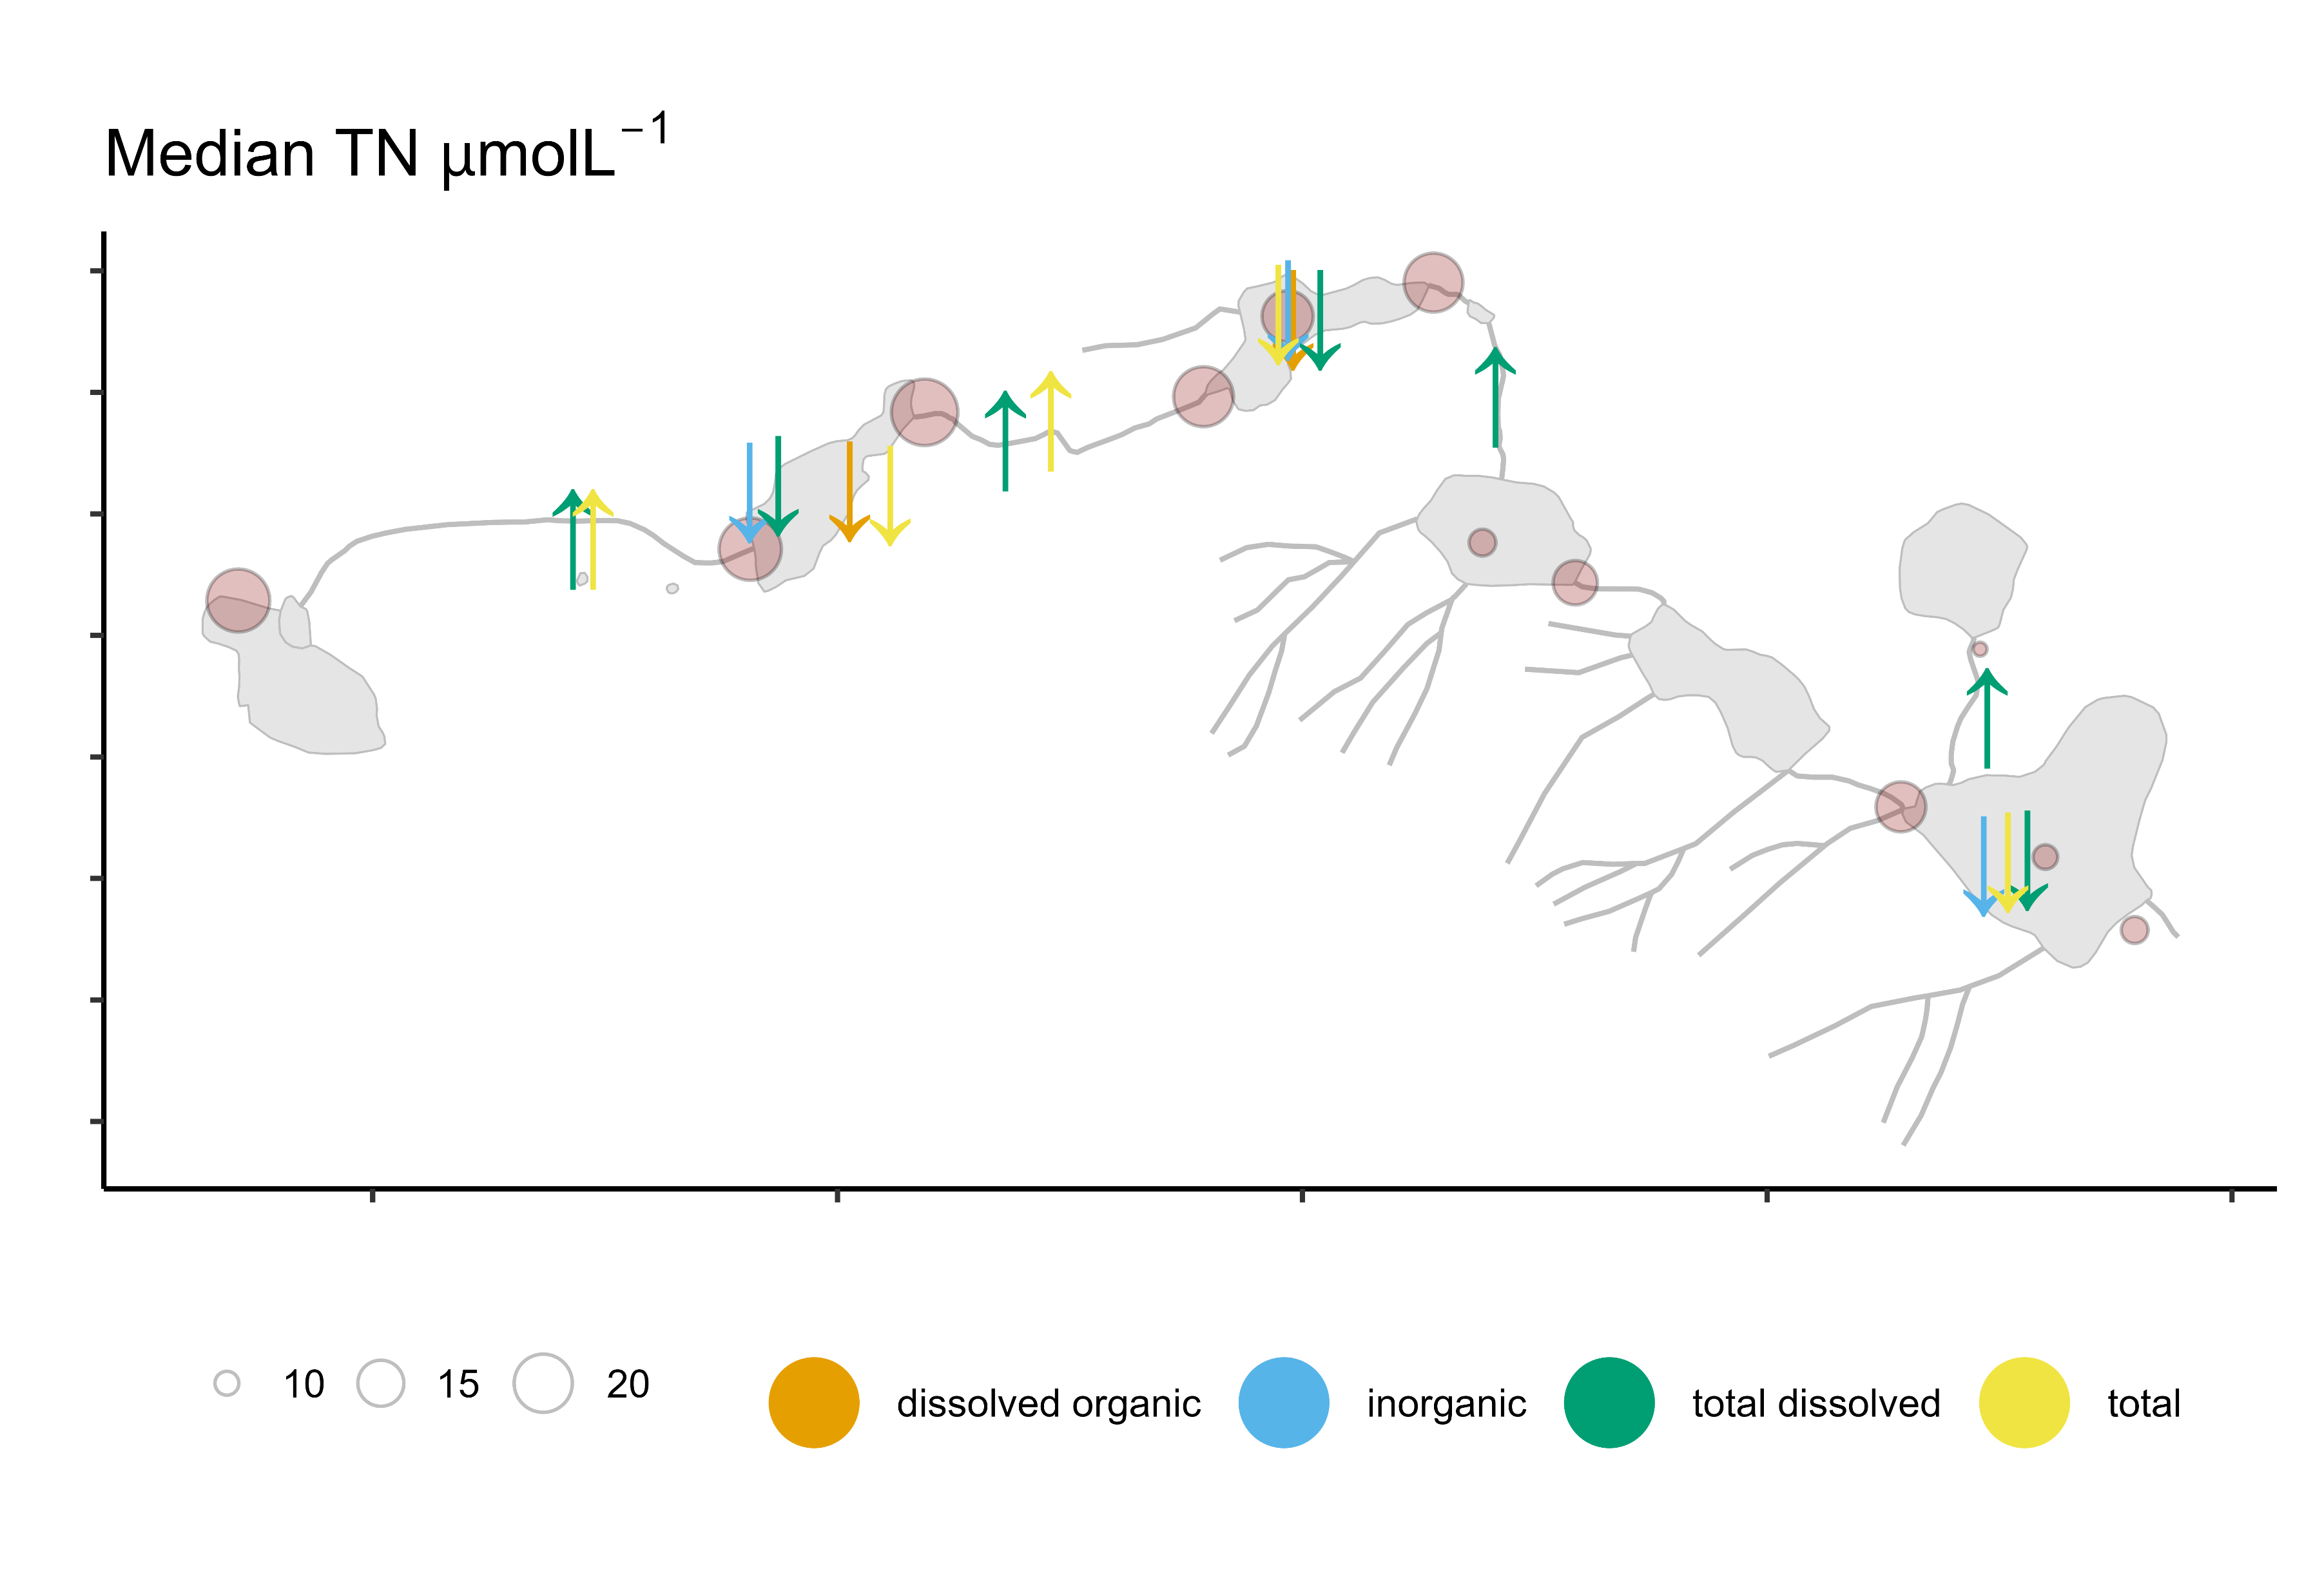 Median TN µmolL⁻¹
10 15 20 dissolved organic inorganic total dissolved total